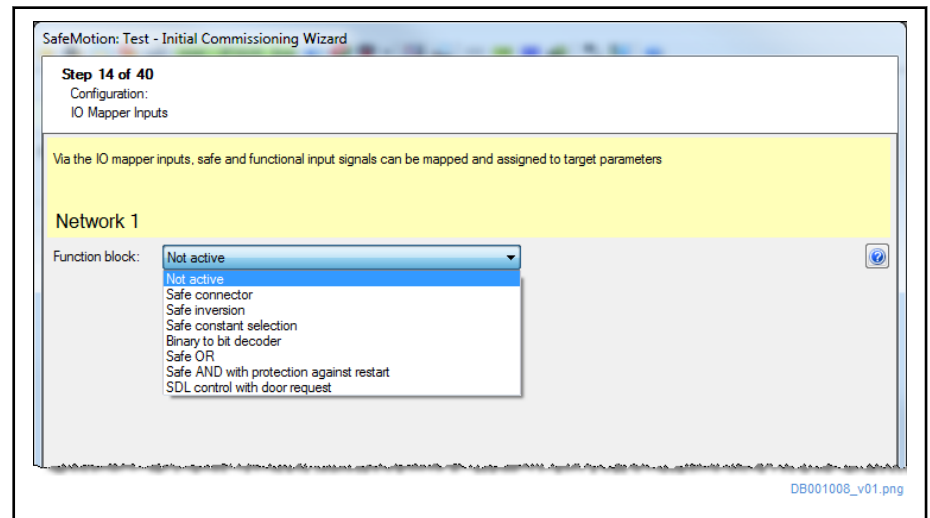 SafeMotion: Test - Initial Commissioning Wizard
Step 14 of 40
Configuration:
IO Mapper Inputs
Via the IO mapper inputs, safe and functional input signals can be mapped and assigned to target parameters
Network 1
Function block: Not active
Not active
Safe connector
Safe inversion
Safe constant selection
Binary to bit decoder
Safe OR
Safe AND with protection against restart
SDL control with door request
DB001008_v01.png